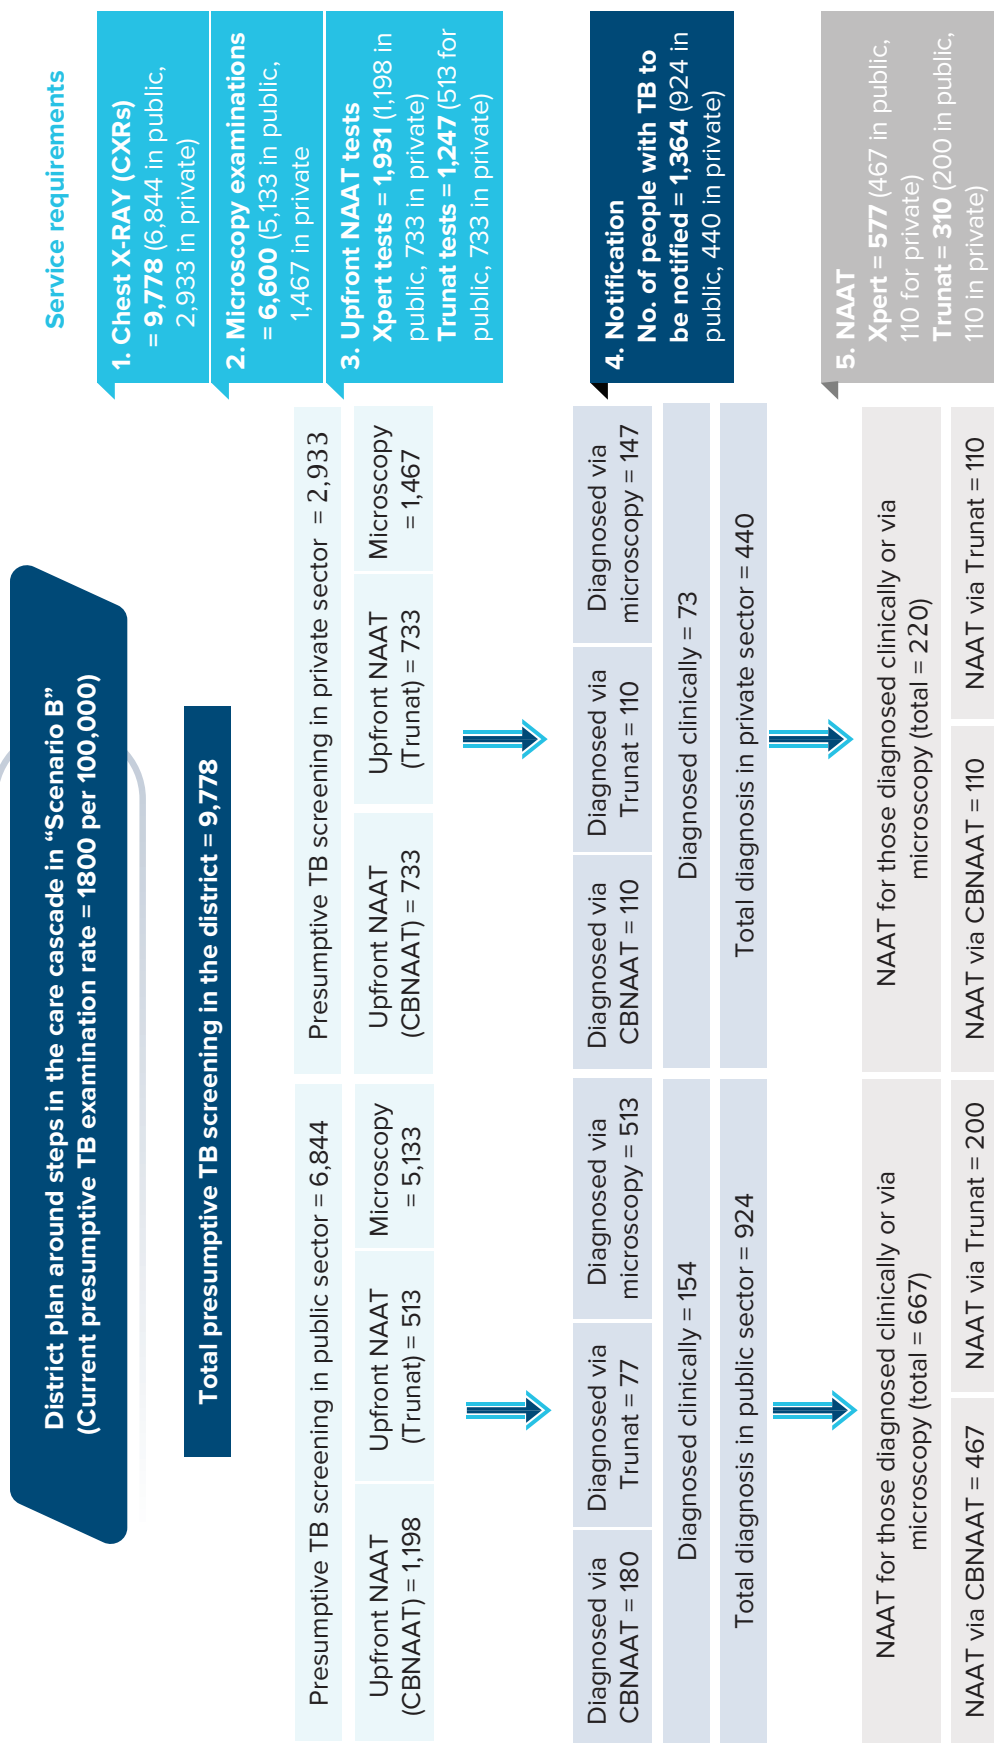 District plan around steps in the care cascade in “Scenario B”
(Current presumptive TB examination rate = 1800 per 100,000)
Service requirements
Total presumptive TB screening in the district = 9,778
1. Chest X-RAY (CXRs)
= 9,778 (6,844 in public,
2,933 in private)
2. Microscopy examinations
= 6,600 (5,133 in public,
1,467 in private
3. Upfront NAAT tests
Xpert tests = 1,931 (1,198 in
public, 733 in private)
Trunat tests = 1,247 (513 for
public, 733 in private)
Presumptive TB screening in public sector = 6,844
Upfront NAAT
(CBNAAT) = 1,198
Upfront NAAT
(Trunat) = 513
Microscopy
= 5,133
Presumptive TB screening in private sector = 2,933
Upfront NAAT
(CBNAAT) = 733
Upfront NAAT
(Trunat) = 733
Microscopy
= 1,467
Diagnosed via
CBNAAT = 180
Diagnosed via
Trunat = 77
Diagnosed via
microscopy = 513
Diagnosed clinically = 154
Total diagnosis in public sector = 924
Diagnosed via
CBNAAT = 110
Diagnosed via
Trunat = 110
Diagnosed via
microscopy = 147
Diagnosed clinically = 73
Total diagnosis in private sector = 440
4. Notification
No. of people with TB to
be notified = 1,364 (924 in
public, 440 in private)
NAAT for those diagnosed clinically or via
microscopy (total = 667)
NAAT via CBNAAT = 467
NAAT via Trunat = 200
NAAT for those diagnosed clinically or via
microscopy (total = 220)
NAAT via CBNAAT = 110
NAAT via Trunat = 110
5. NAAT
Xpert = 577 (467 in public,
110 for private)
Trunat = 310 (200 in public,
110 in private)